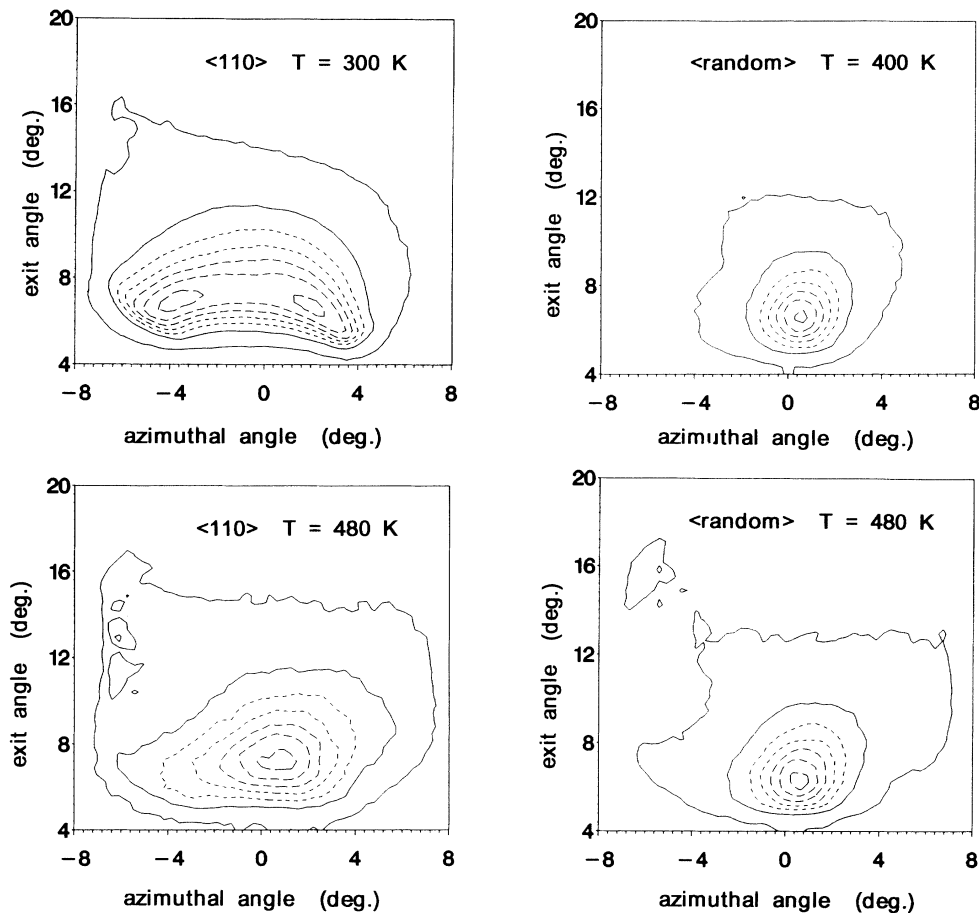 20
<110> T = 300 K
16
12
8
4
exit angle (deg.)
−8 −4 0 4 8
azimuthal angle (deg.)
20
<random> T = 400 K
16
12
8
4
exit angle (deg.)
−8 −4 0 4 8
azimuthal angle (deg.)
20
<110> T = 480 K
16
12
8
4
exit angle (deg.)
−8 −4 0 4 8
azimuthal angle (deg.)
20
<random> T = 480 K
16
12
8
4
exit angle (deg.)
−8 −4 0 4 8
azimuthal angle (deg.)